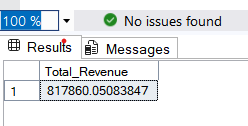 100 %
No issues found
Results
Messages
Total_Revenue
1
817860.05083847